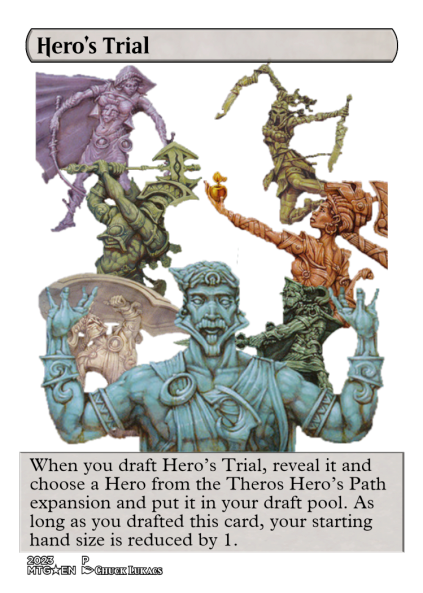 Hero's Trial
When you draft Hero's Trial, reveal it and
choose a Hero from the Theros Hero's Path
expansion and put it in your draft pool. As
long as you drafted this card, your starting
hand size is reduced by 1.
2023 P
MTG★EN Chuck Lukacs